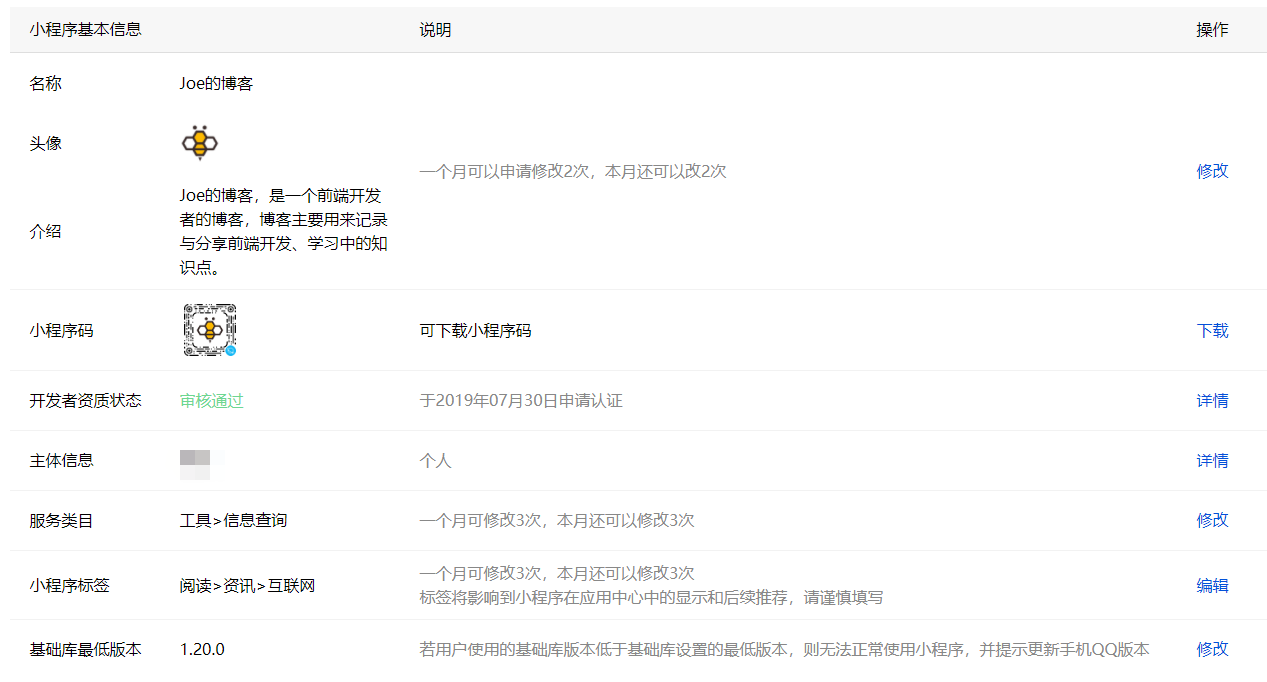 小程序基本信息 说明 操作
名称 Joe的博客
头像
一个月可以申请修改2次，本月还可以改2次 修改
介绍
Joe的博客，是一个前端开发
者的博客，博客主要用来记录
与分享前端开发、学习中的知
识点。
小程序码 可下载小程序码 下载
开发者资质状态 审核通过 于2019年07月30日申请认证 详情
主体信息 个人 详情
服务类目 工具>信息查询 一个月可修改3次，本月还可以修改3次 修改
小程序标签 阅读>资讯>互联网
一个月可修改3次，本月还可以修改3次
标签将影响到小程序在应用中心中的显示和后续推荐，请谨慎填写
编辑
基础库最低版本 1.20.0 若用户使用的基础库版本低于基础库设置的最低版本，则无法正常使用小程序，并提示更新手机QQ版本 修改